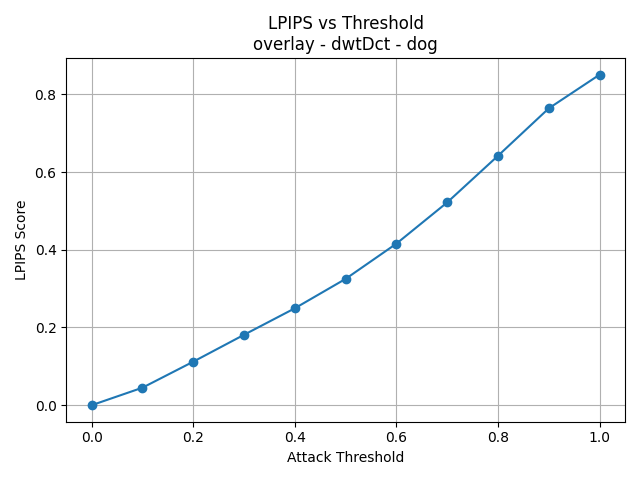 LPIPS vs Threshold
overlay - dwtDct - dog
LPIPS Score
0.8
0.6
0.4
0.2
0.0
0.0 0.2 0.4 0.6 0.8 1.0
Attack Threshold